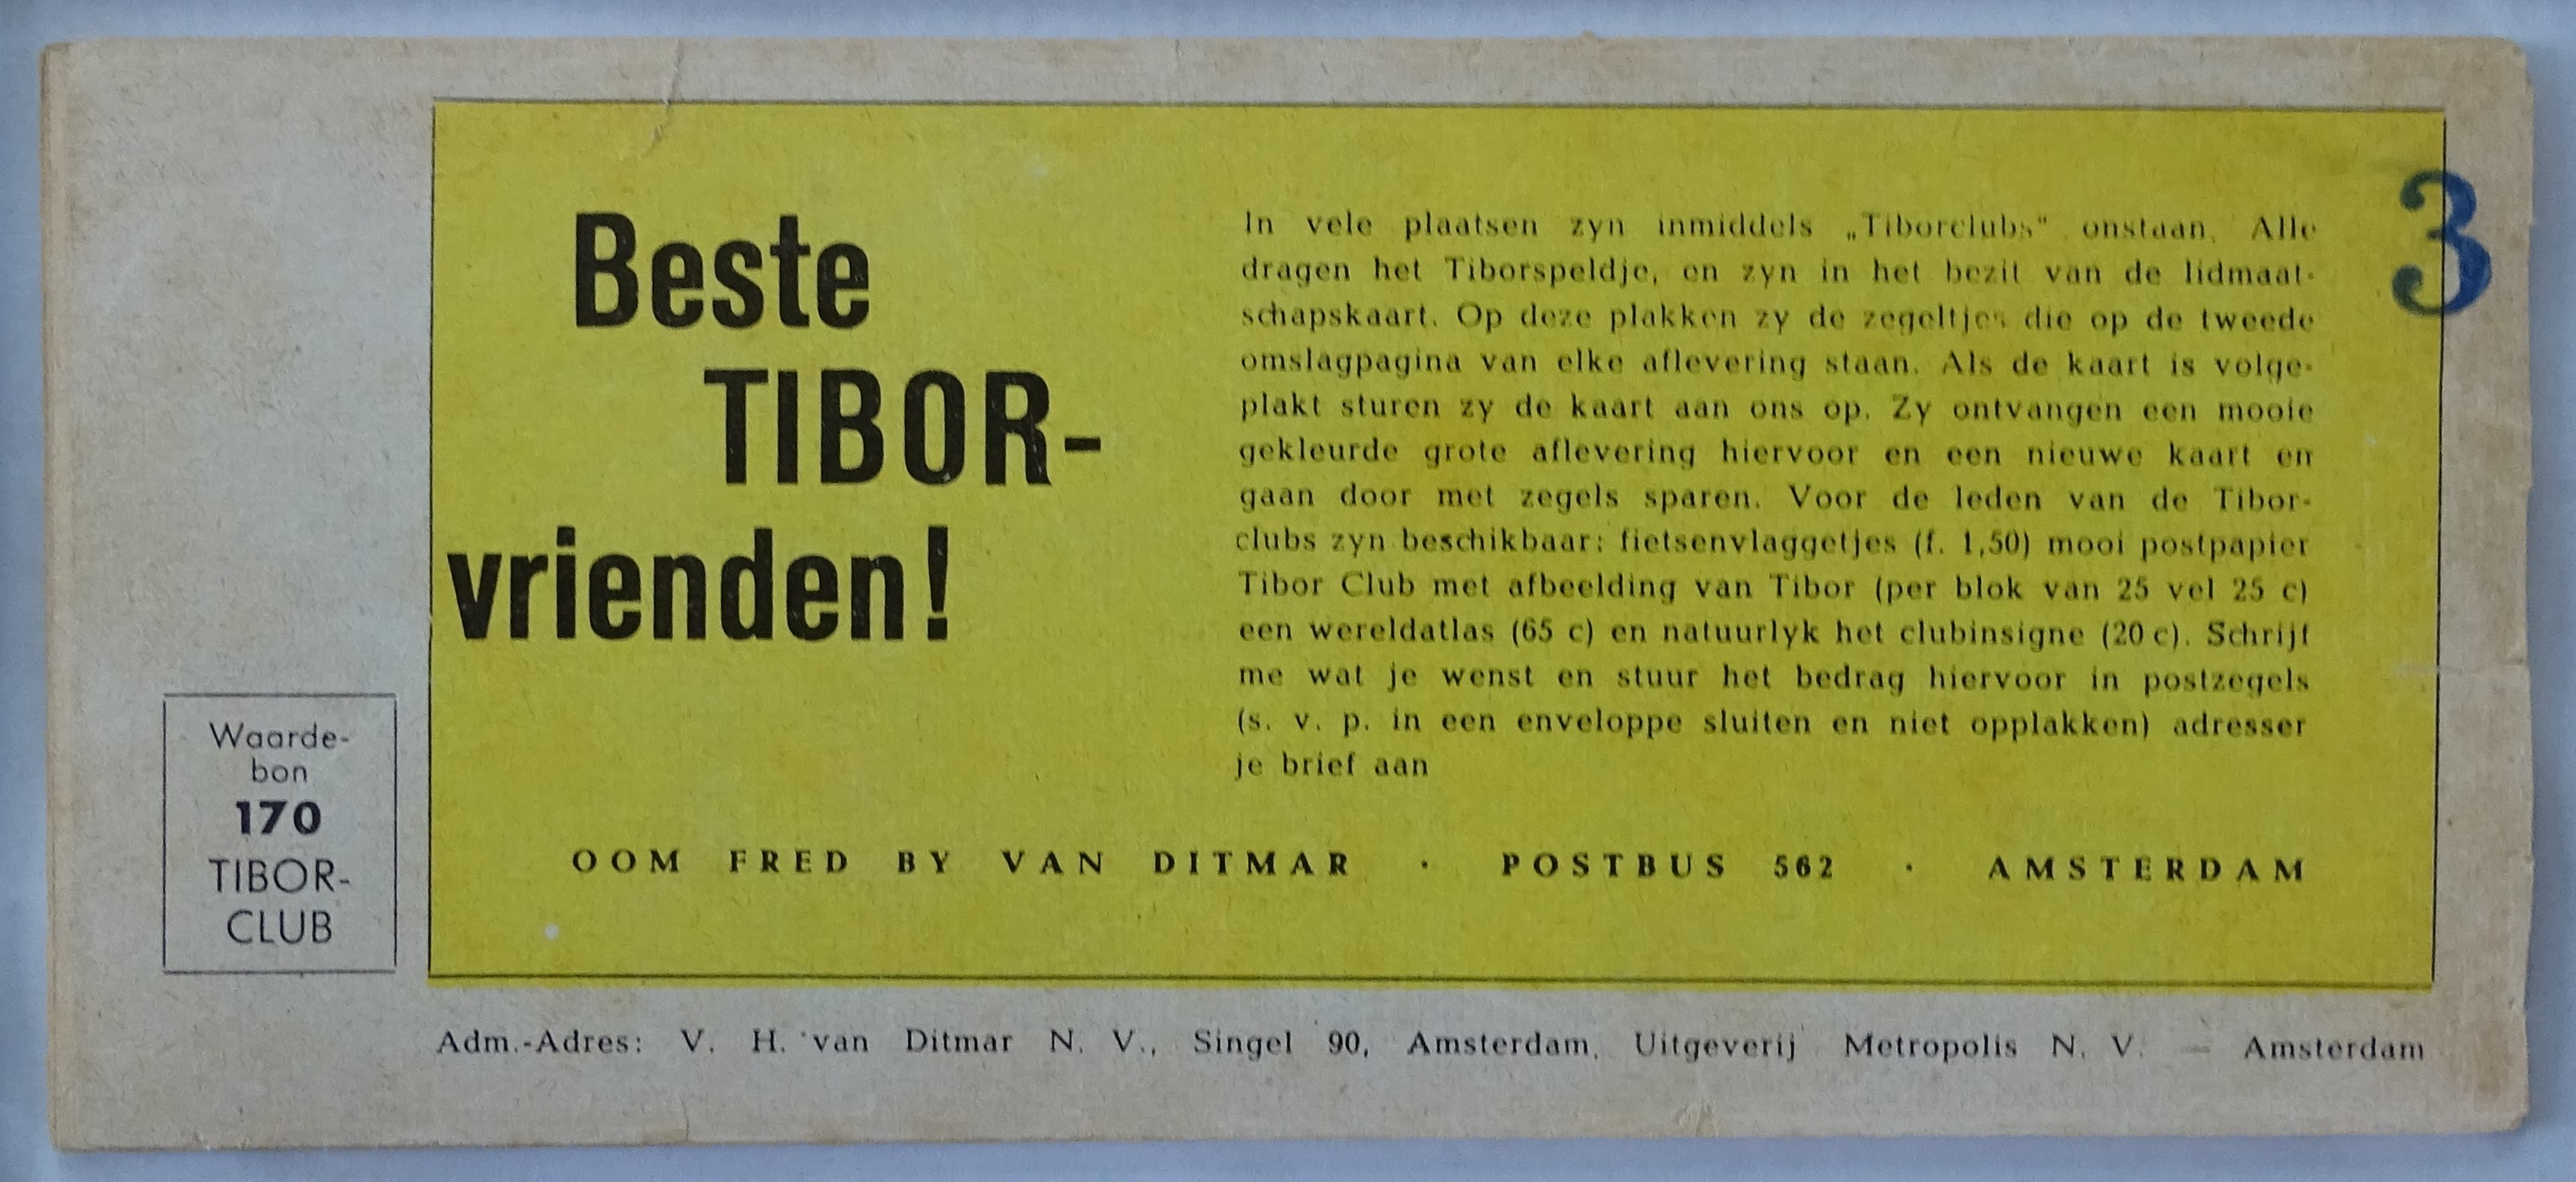 Beste
TIBOR-
vrienden!
In vele plaatsen zyn inmiddels „Tiborclubs“ onstaan. Alle
dragen het Tiborspeldje, en zyn in het bezit van de lidmaat-
schapskaart. Op deze plakken zy de zegeltjes die op de tweede
omslagpagina van elke aflevering staan. Als de kaart is volge-
plakt sturen zy de kaart aan ons op. Zy ontvangen een mooie
gekleurde grote aflevering hiervoor en een nieuwe kaart en
gaan door met zegels sparen. Voor de leden van de Tibor-
clubs zyn beschikbaar: fietsenvlaggetjes (f. 1,50) mooi postpapier
Tibor Club met afbeelding van Tibor (per blok van 25 vel 25 c)
een wereldatlas (65 c) en natuurlyk het clubinsigne (20 c). Schrijf
me wat je wenst en stuur het bedrag hiervoor in postzegels
(s. v. p. in een enveloppe sluiten en niet opplakken) adresser
je brief aan
OOM FRED BY VAN DITMAR · POSTBUS 562 · AMSTERDAM
3
Waarde-
bon
170
TIBOR-
CLUB
Adm.-Adres: V. H. van Ditmar N. V., Singel 90, Amsterdam, Uitgeverij Metropolis N. V. — Amsterdam